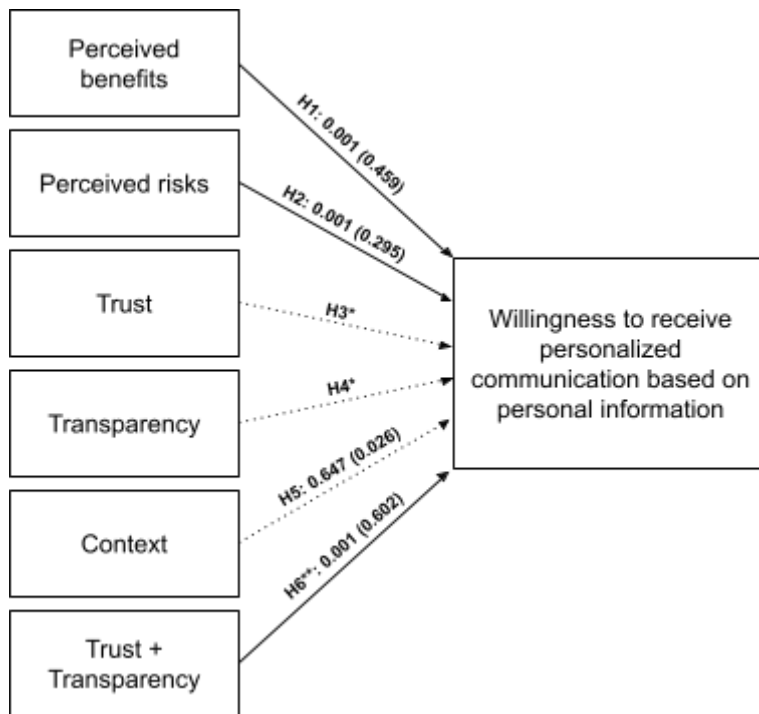 Perceived
benefits
H1: 0.001 (0.459)
Perceived risks
H2: 0.001 (0.295)
Trust
H3*
Willingness to receive
personalized
communication based on
personal information
Transparency
H4*
Context
H5: 0.647 (0.026)
Trust +
Transparency
H6**: 0.001 (0.602)